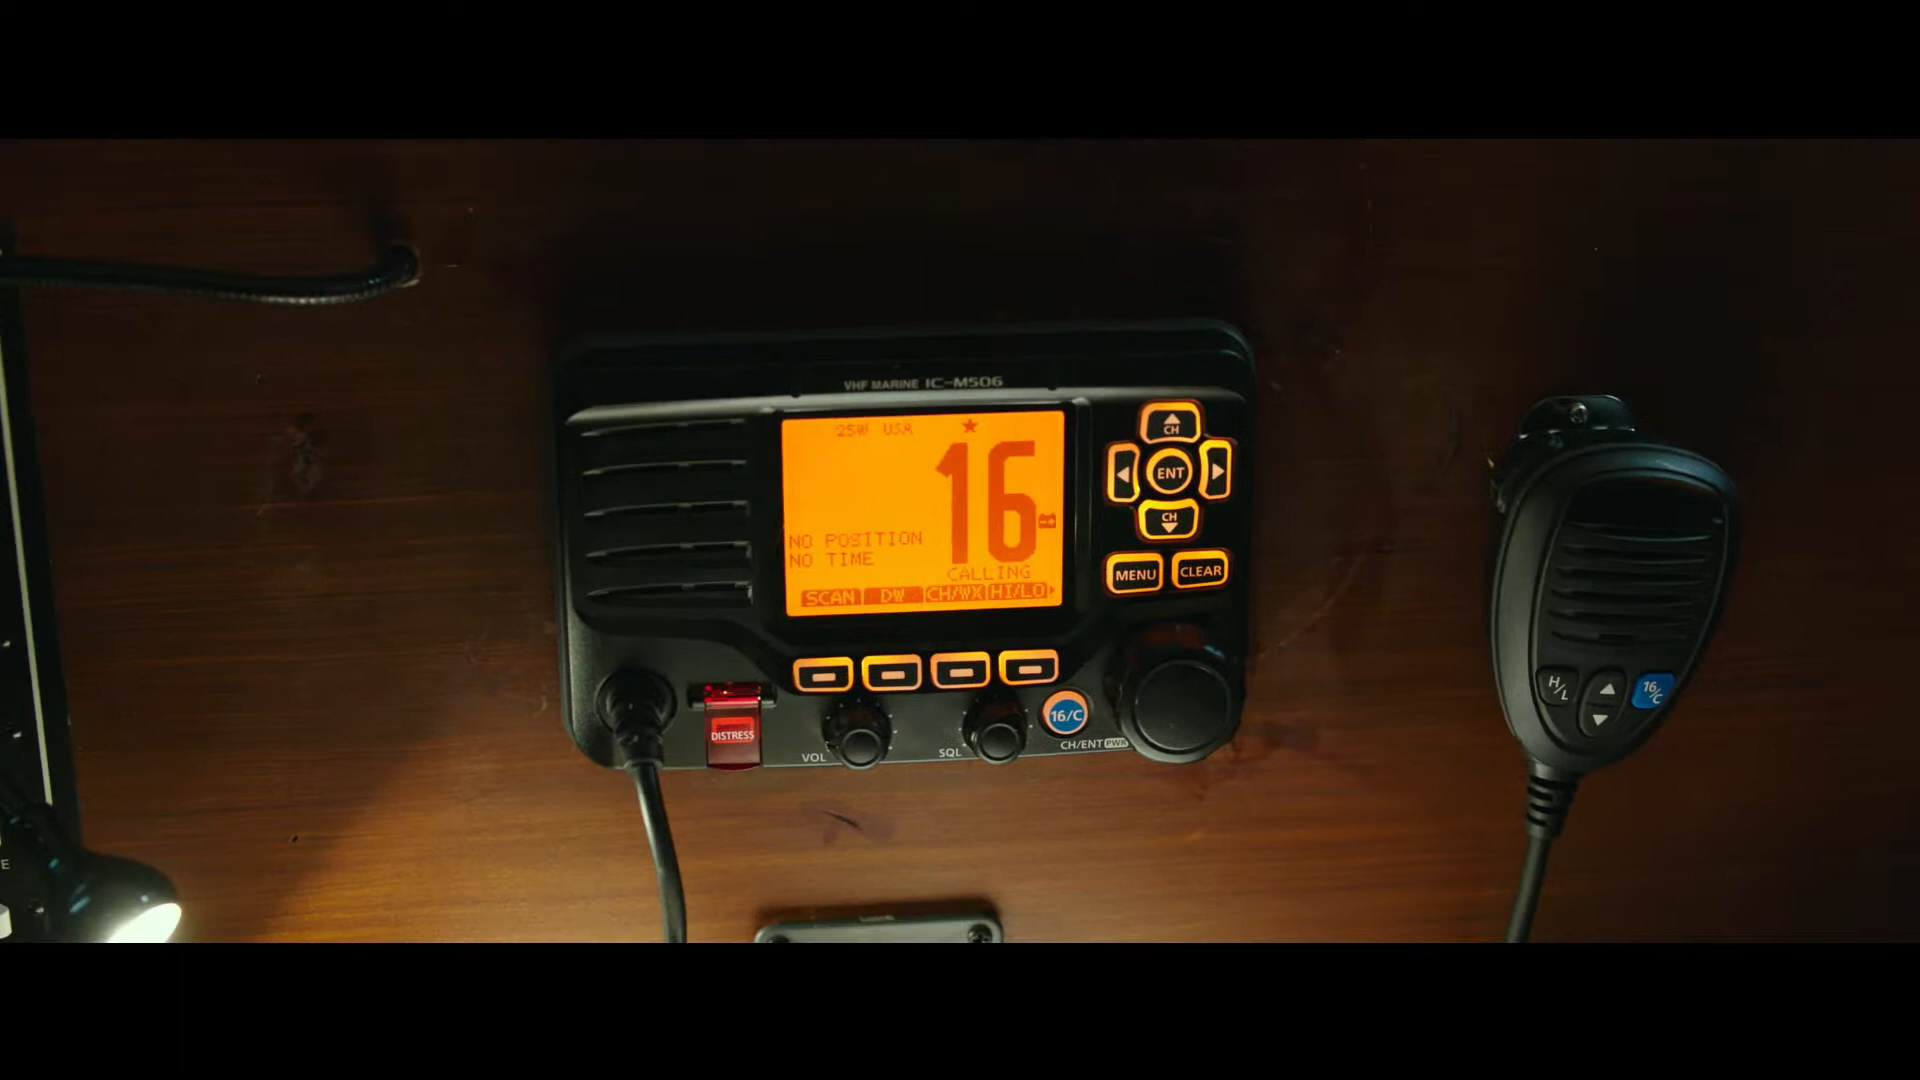 VHF MARINE IC-M506
25W USA
16
NO POSITION
NO TIME
CALLING
SCAN DW CH/WX HI/LO
CH
ENT
CH
MENU CLEAR
DISTRESS
VOL
SQL
16/C
CH/ENT PWR
H/L
16/C
E